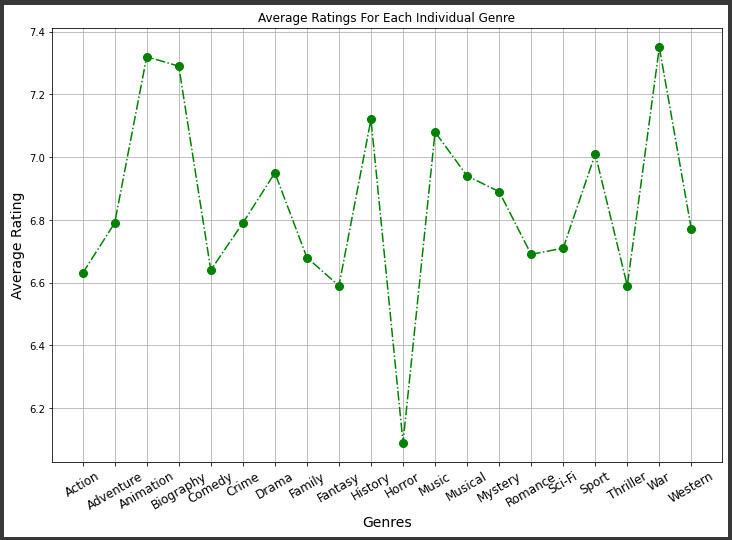 Average Ratings For Each Individual Genre
7.4
7.2
7.0
6.8
6.6
6.4
6.2
Average Rating
Action
Adventure
Animation
Biography
Comedy
Crime
Drama
Family
Fantasy
History
Horror
Music
Musical
Mystery
Romance
Sci-Fi
Sport
Thriller
War
Western
Genres